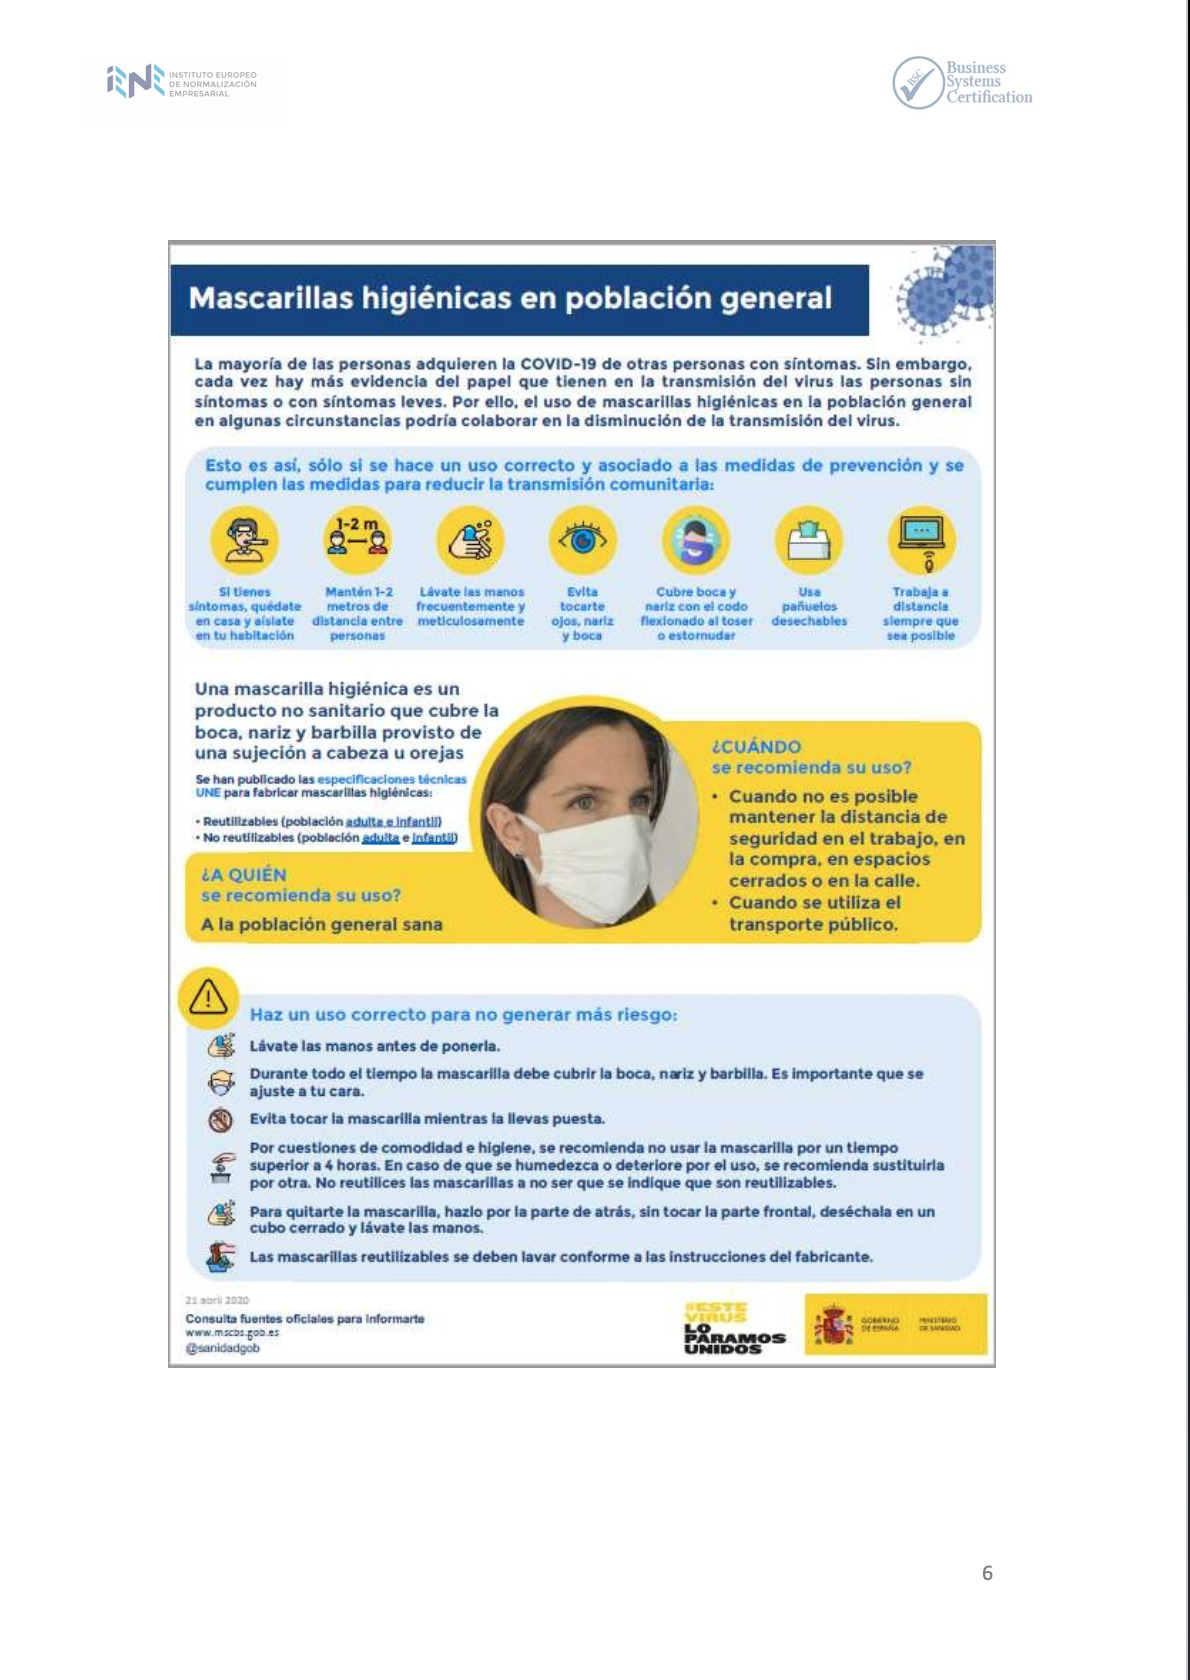 INSTITUTO EUROPEO
DE NORMALIZACIÓN
EMPRESARIAL
BSC
Business
Systems
Certification
Mascarillas higiénicas en población general
La mayoría de las personas adquieren la COVID-19 de otras personas con síntomas. Sin embargo,
cada vez hay más evidencia del papel que tienen en la transmisión del virus las personas sin
síntomas o con síntomas leves. Por ello, el uso de mascarillas higiénicas en la población general
en algunas circunstancias podría colaborar en la disminución de la transmisión del virus.
Esto es así, sólo si se hace un uso correcto y asociado a las medidas de prevención y se
cumplen las medidas para reducir la transmisión comunitaria:
1-2 m
Si tienes
síntomas, quédate
en casa y aíslate
en tu habitación
Mantén 1-2
metros de
distancia entre
personas
Lávate las manos
frecuentemente y
meticulosamente
Evita
tocarte
ojos, nariz
y boca
Cubre boca y
nariz con el codo
flexionado al toser
o estornudar
Usa
pañuelos
desechables
Trabaja a
distancia
siempre que
sea posible
Una mascarilla higiénica es un
producto no sanitario que cubre la
boca, nariz y barbilla provisto de
una sujeción a cabeza u orejas
Se han publicado las especificaciones técnicas
UNE para fabricar mascarillas higiénicas:
• Reutilizables (población adulta e infantil)
• No reutilizables (población adulta e infantil)
¿A QUIÉN
se recomienda su uso?
A la población general sana
¿CUÁNDO
se recomienda su uso?
• Cuando no es posible
mantener la distancia de
seguridad en el trabajo, en
la compra, en espacios
cerrados o en la calle.
• Cuando se utiliza el
transporte público.
Haz un uso correcto para no generar más riesgo:
Lávate las manos antes de ponerla.
Durante todo el tiempo la mascarilla debe cubrir la boca, nariz y barbilla. Es importante que se
ajuste a tu cara.
Evita tocar la mascarilla mientras la llevas puesta.
Por cuestiones de comodidad e higiene, se recomienda no usar la mascarilla por un tiempo
superior a 4 horas. En caso de que se humedezca o deteriore por el uso, se recomienda sustituirla
por otra. No reutilices las mascarillas a no ser que se indique que son reutilizables.
Para quitarte la mascarilla, hazlo por la parte de atrás, sin tocar la parte frontal, deséchala en un
cubo cerrado y lávate las manos.
Las mascarillas reutilizables se deben lavar conforme a las instrucciones del fabricante.
21 abril 2020
Consulta fuentes oficiales para informarte
www.mscbs.gob.es
@sanidadgob
#ESTE
VIRUS
LO
PARAMOS
UNIDOS
GOBIERNO
DE ESPAÑA
MINISTERIO
DE SANIDAD
6